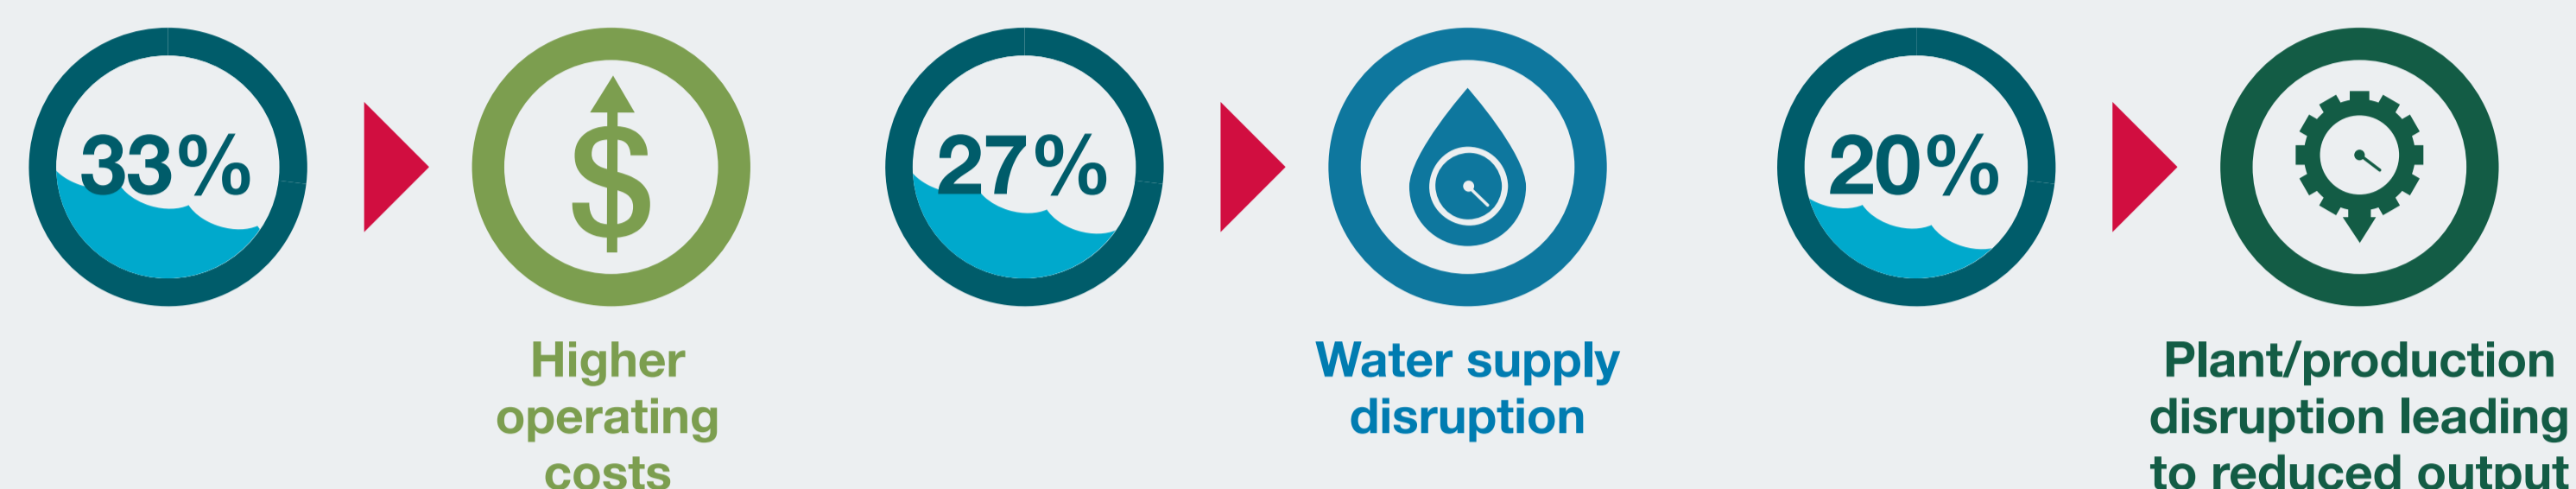 33%
27%
20%
Higher
operating
costs
Water supply
disruption
Plant/production
disruption leading
to reduced output